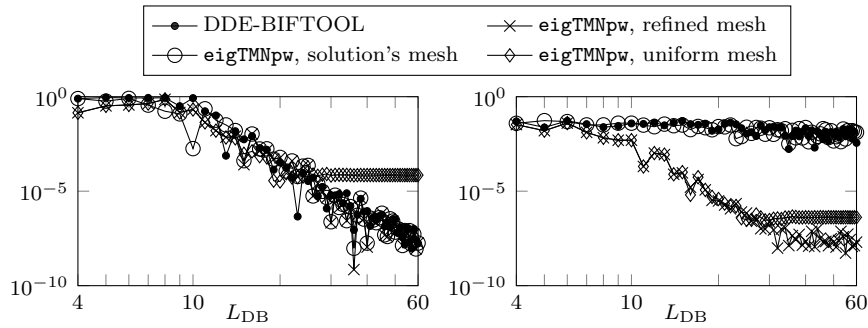 DDE-BIFTOOL
eigTMNpw, refined mesh
eigTMNpw, solution's mesh
eigTMNpw, uniform mesh
10^0
10^−5
10^−10
4
10
60
L_DB
10^0
10^−5
10^−10
4
10
60
L_DB